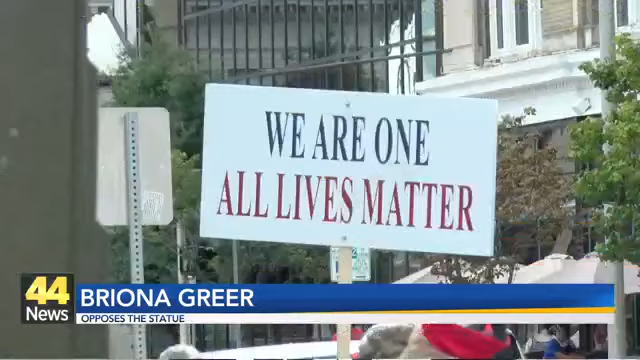 WE ARE ONE
ALL LIVES MATTER
44
News
BRIONA GREER
OPPOSES THE STATUE